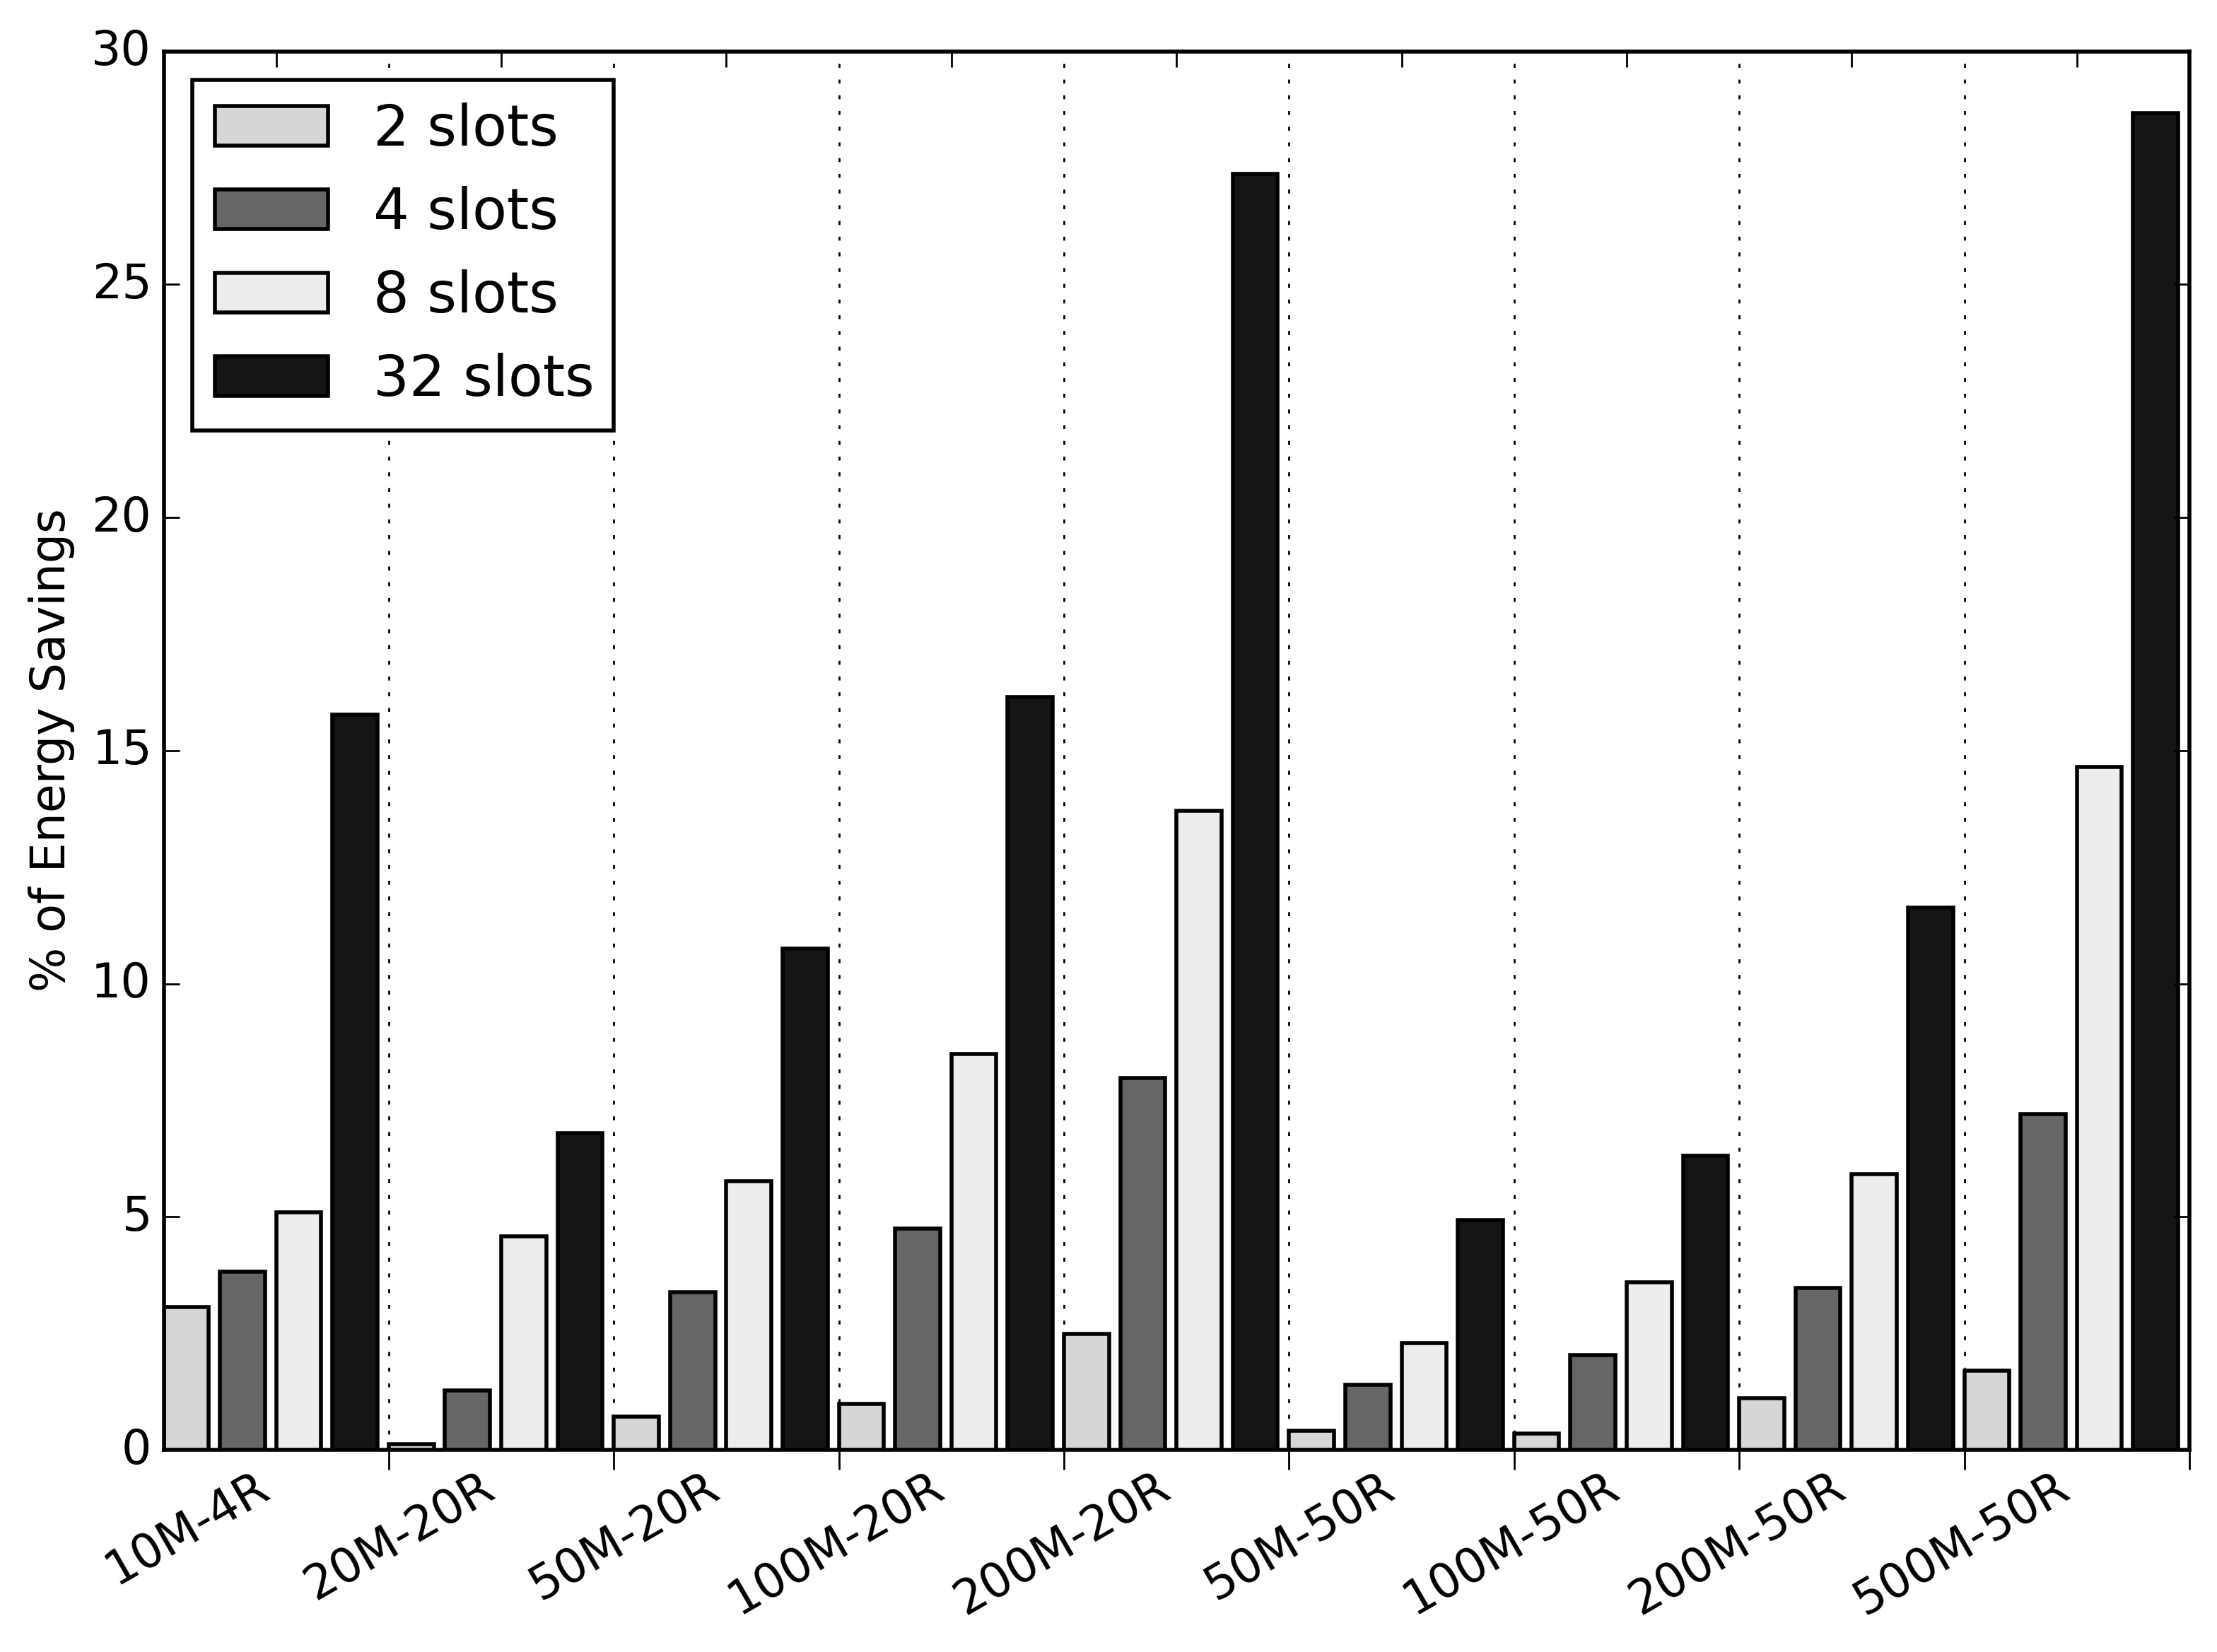 % of Energy Savings
30
25
20
15
10
5
0
2 slots
4 slots
8 slots
32 slots
10M-4R
20M-20R
50M-20R
100M-20R
200M-20R
50M-50R
100M-50R
200M-50R
500M-50R